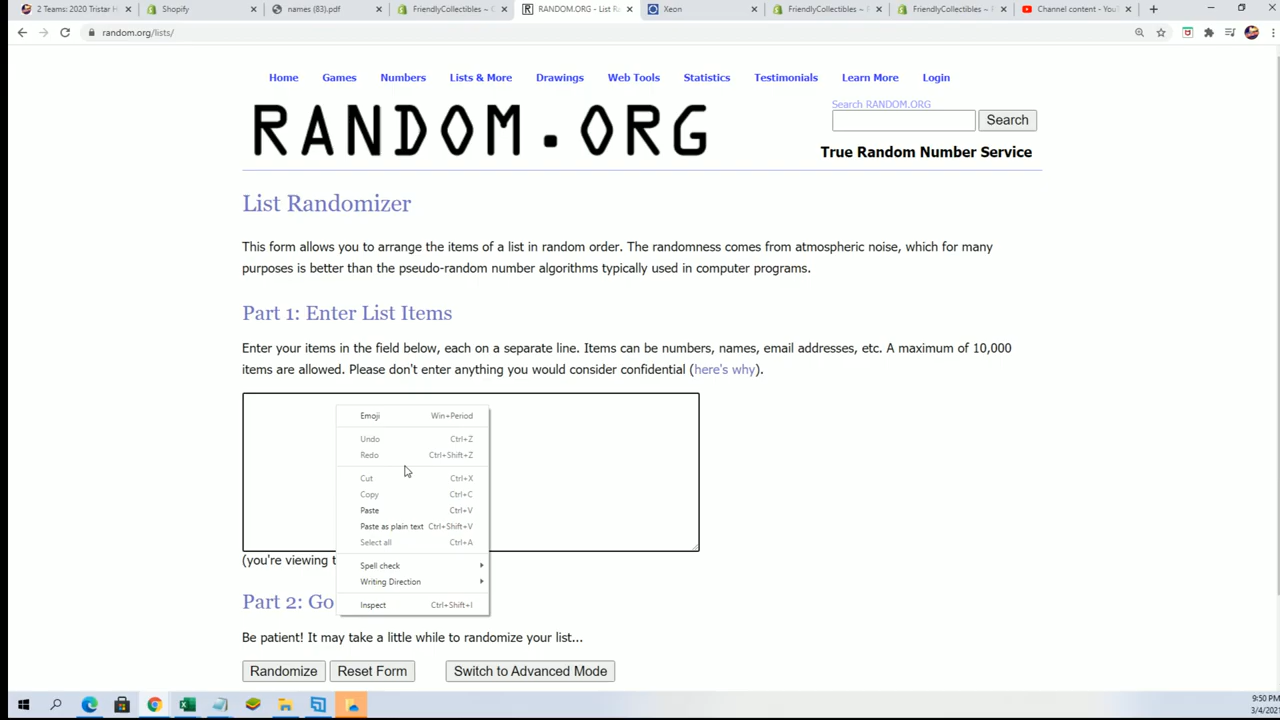 2 Teams: 2020 Tristar H
Shopify
names (83).pdf
FriendlyCollectibles ~ C
RANDOM.ORG - List R
Xeon
FriendlyCollectibles ~
FriendlyCollectibles ~
Channel content - You
random.org/lists/
Home Games Numbers Lists & More Drawings Web Tools Statistics Testimonials Learn More Login
RANDOM.ORG
Search RANDOM.ORG
Search
True Random Number Service
List Randomizer
This form allows you to arrange the items of a list in random order. The randomness comes from atmospheric noise, which for many
purposes is better than the pseudo-random number algorithms typically used in computer programs.
Part 1: Enter List Items
Enter your items in the field below, each on a separate line. Items can be numbers, names, email addresses, etc. A maximum of 10,000
items are allowed. Please don't enter anything you would consider confidential (here's why).
Emoji Win+Period
Undo Ctrl+Z
Redo Ctrl+Shift+Z
Cut Ctrl+X
Copy Ctrl+C
Paste Ctrl+V
Paste as plain text Ctrl+Shift+V
Select all Ctrl+A
Spell check
Writing Direction
Inspect Ctrl+Shift+I
(you're viewing t
Part 2: Go
Be patient! It may take a little while to randomize your list...
Randomize Reset Form Switch to Advanced Mode
9:50 PM
3/4/202